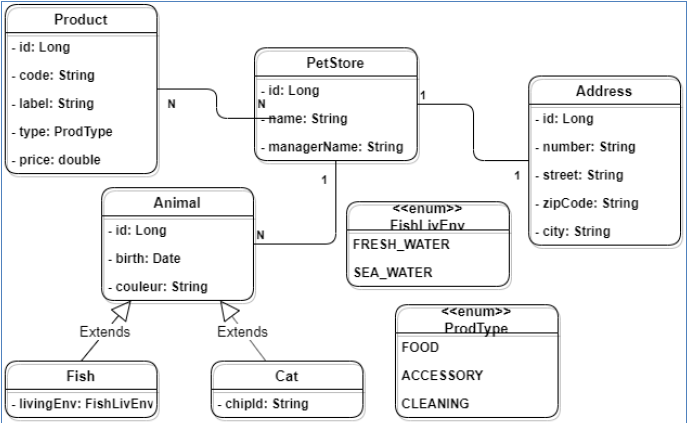 Product
- id: Long
- code: String
- label: String
- type: ProdType
- price: double
N
N
PetStore
- id: Long
- name: String
- managerName: String
1
1
Address
- id: Long
- number: String
- street: String
- zipCode: String
- city: String
1
N
Animal
- id: Long
- birth: Date
- couleur: String
<<enum>>
FishLivEnv
FRESH_WATER
SEA_WATER
<<enum>>
ProdType
FOOD
ACCESSORY
CLEANING
Extends
Extends
Fish
- livingEnv: FishLivEnv
Cat
- chipId: String